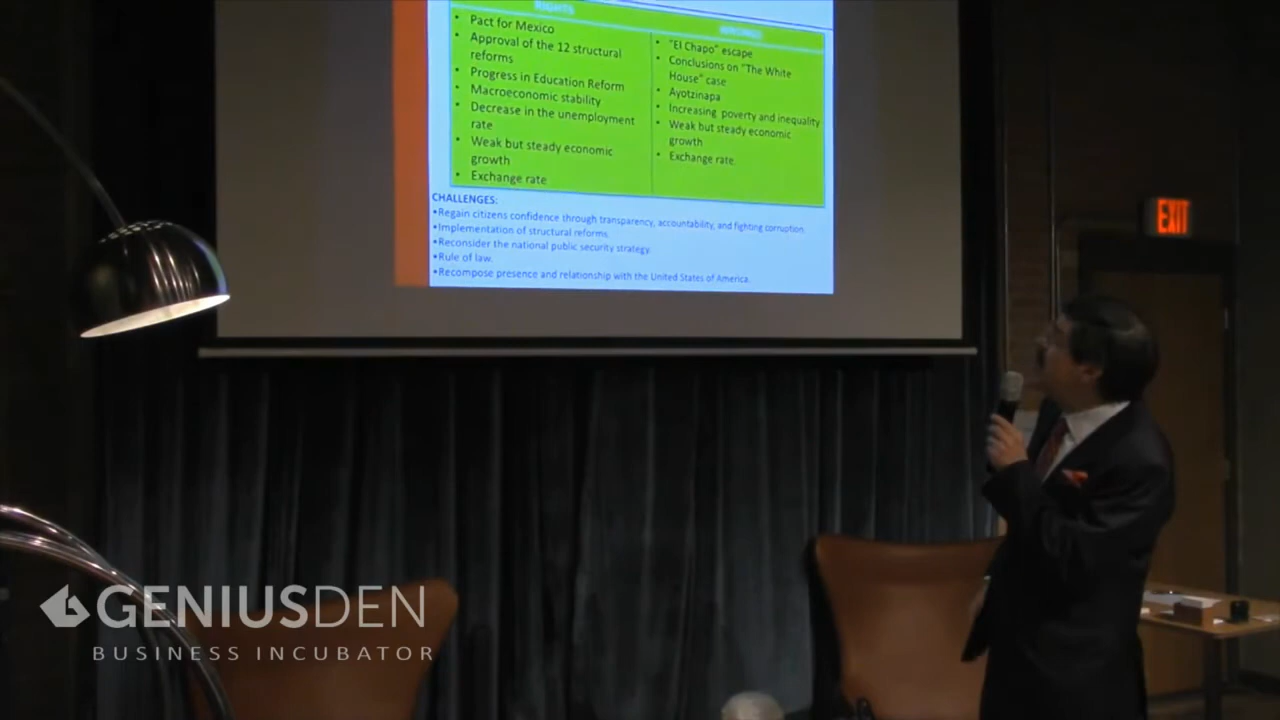 RIGHTS
• Pact for Mexico
• Approval of the 12 structural
reforms
• Progress in Education Reform
• Macroeconomic stability
• Decrease in the unemployment
rate
• Weak but steady economic
growth
• Exchange rate
WRONGS
• "El Chapo" escape
• Conclusions on "The White
House" case
• Ayotzinapa
• Increasing poverty and inequality
• Weak but steady economic
growth
• Exchange rate.
CHALLENGES:
•Regain citizens confidence through transparency, accountability, and fighting corruption.
•Implementation of structural reforms.
•Reconsider the national public security strategy.
•Rule of law.
•Recompose presence and relationship with the United States of America.
EXIT
GENIUSDEN
BUSINESS INCUBATOR